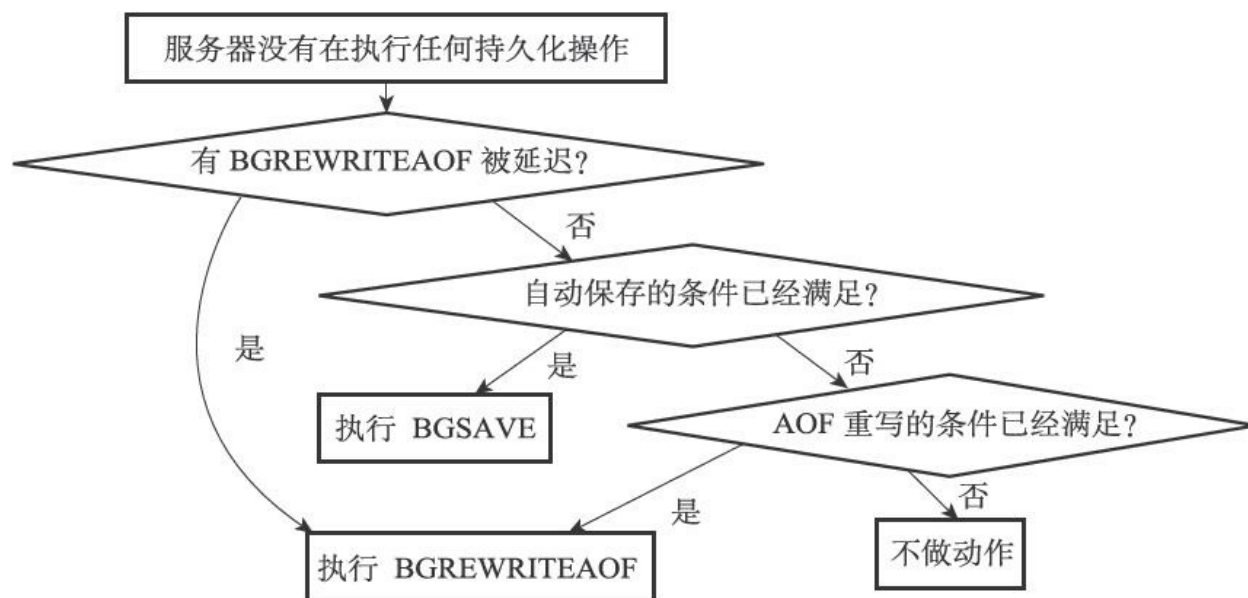 服务器没有在执行任何持久化操作
有 BGREWRITEAOF 被延迟?
否
自动保存的条件已经满足?
是
是
否
执行 BGSAVE
AOF 重写的条件已经满足?
是
否
执行 BGREWRITEAOF
不做动作